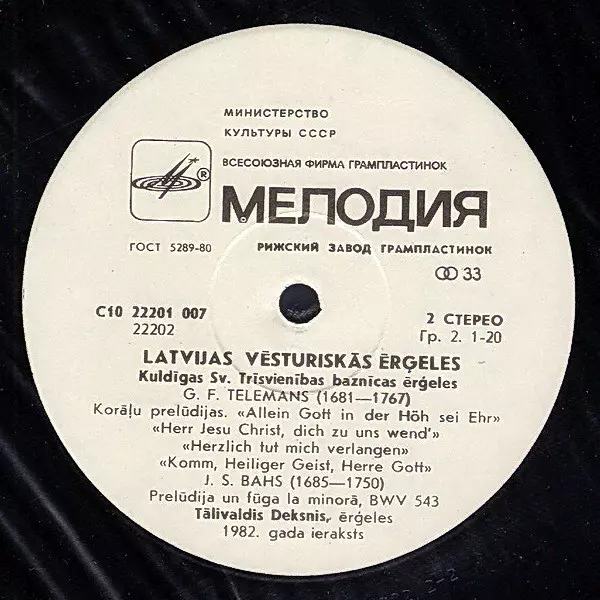 МИНИСТЕРСТВО
КУЛЬТУРЫ СССР
ВСЕСОЮЗНАЯ ФИРМА ГРАМПЛАСТИНОК
®
МЕЛОДИЯ
ГОСТ 5289-80 РИЖСКИЙ ЗАВОД ГРАМПЛАСТИНОК
33
С10 22201 007 2 СТЕРЕО
22202 Гр. 2. 1-20
LATVIJAS VĒSTURISKĀS ĒRĢELES
Kuldīgas Sv. Trīsvienības baznīcas ērģeles
G. F. TELEMANS (1681—1767)
Korāļu prelūdijas. «Allein Gott in der Höh sei Ehr»
«Herr Jesu Christ, dich zu uns wend'»
«Herzlich tut mich verlangen»
«Komm, Heiliger Geist, Herre Gott»
J. S. BAHS (1685—1750)
Prelūdija un fūga la minorā, BWV 543
Tālivaldis Deksnis, ērģeles
1982. gada ieraksts